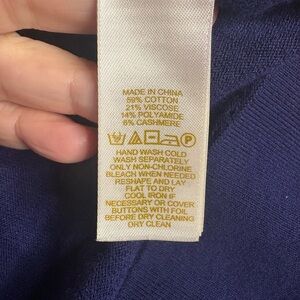 MADE IN CHINA
59% COTTON
21% VISCOSE
14% POLYAMIDE
6% CASHMERE
P
HAND WASH COLD
WASH SEPARATELY
ONLY NON-CHLORINE
BLEACH WHEN NEEDED
RESHAPE AND LAY
FLAT TO DRY
COOL IRON IF
NECESSARY OR COVER
BUTTONS WITH FOIL
BEFORE DRY CLEANING
DRY CLEAN